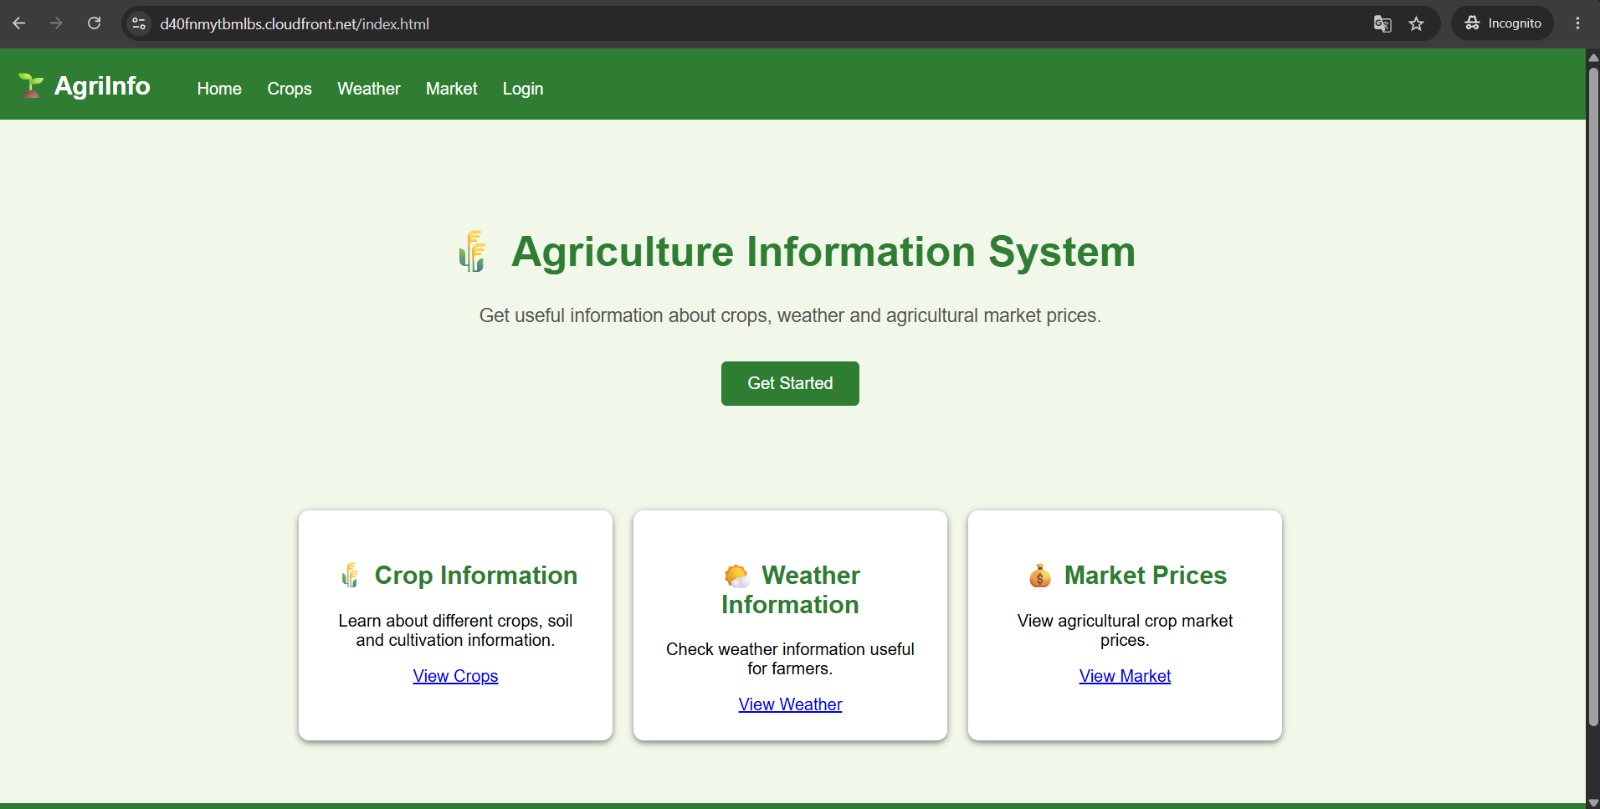 d40fnmytbmlbs.cloudfront.net/index.html
Incognito
AgriInfo
Home Crops Weather Market Login
Agriculture Information System
Get useful information about crops, weather and agricultural market prices.
Get Started
Crop Information
Learn about different crops, soil
and cultivation information.
View Crops
Weather
Information
Check weather information useful
for farmers.
View Weather
Market Prices
View agricultural crop market
prices.
View Market